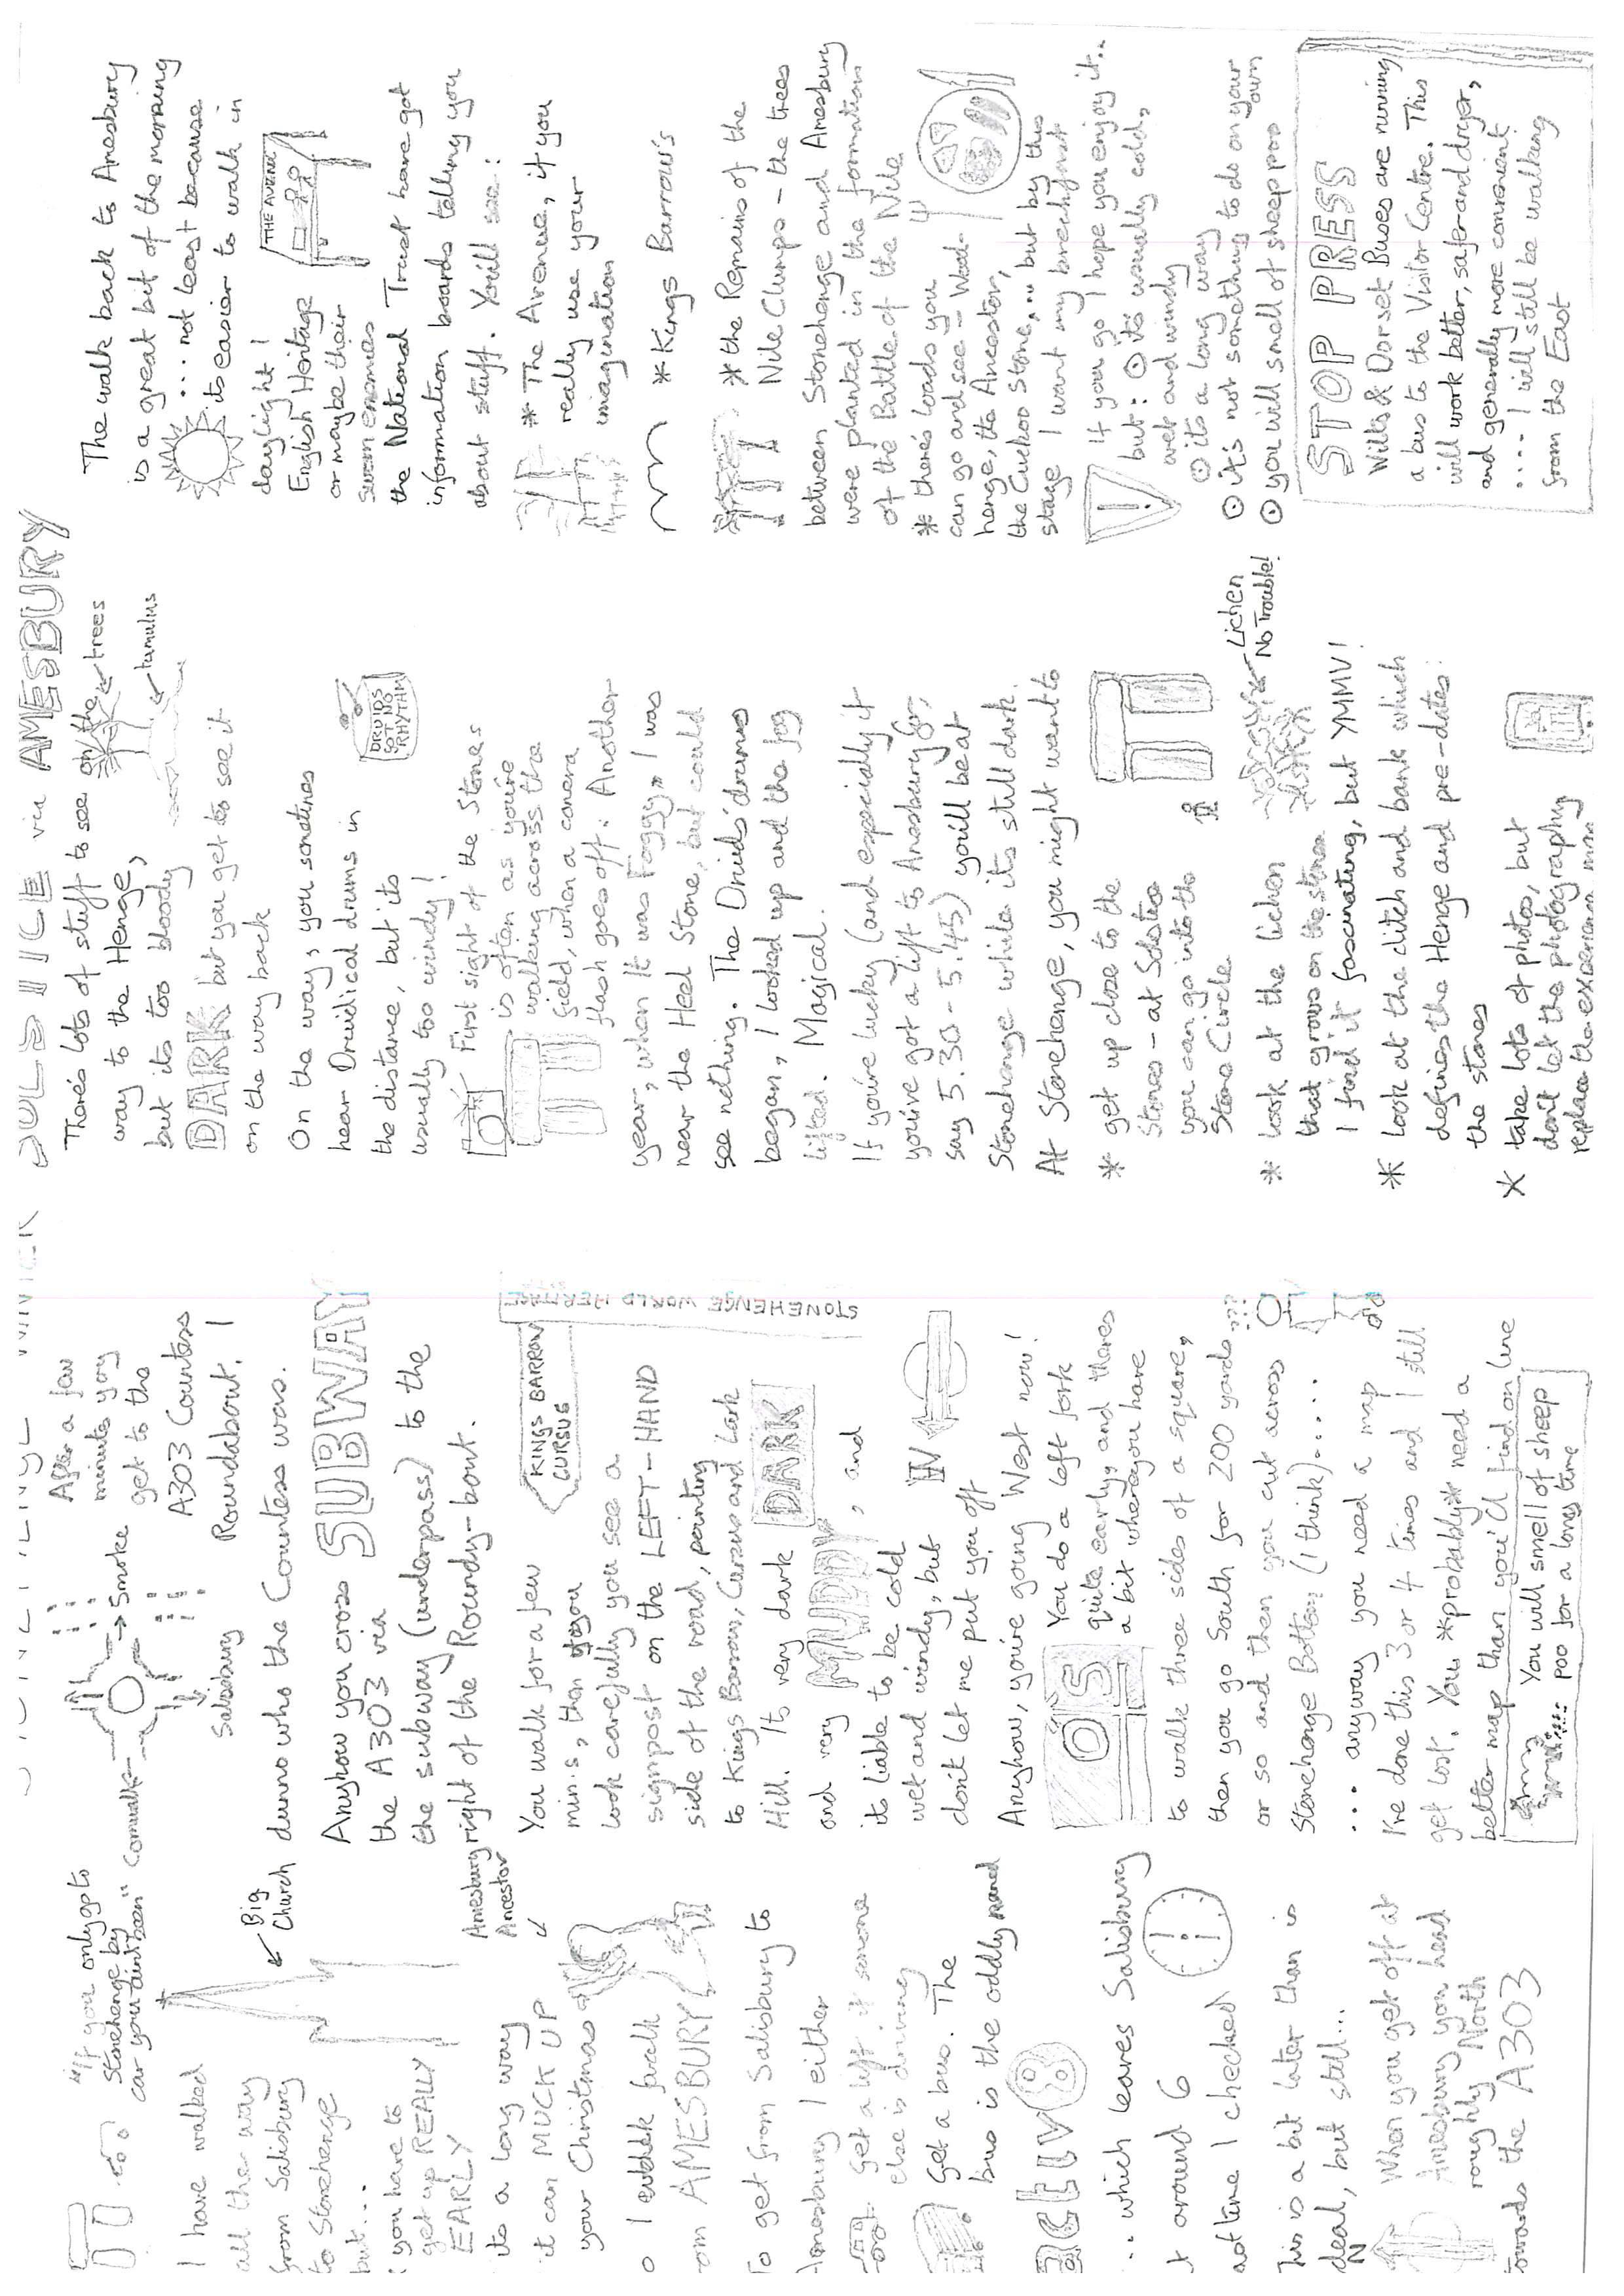 STONEHENGE WINTER SOLSTICE via AMESBURY
"If you only go to
Stonehenge by
car you aint been"
I have walked
all the way
from Salisbury
to Stonehenge
but...
you have to
get up REALLY
EARLY
its a long way
it can MUCK UP
your Christmas
Big
Church
o I walk
om AMESBURY
Amesbury
Ancestor
To get from Salisbury to
Amesbury I either
get a lift if someone
else is driving
get a bus. The
bus is the oddly named
activ8
.. which leaves Salisbury
t around 6
last time I checked
This is a bit later than is
deal, but still...
N
When you get off at
Amesbury you head
roughly North
towards the A303
Cornwall
Smoke
Salisbury
After a few
minutes you
get to the
A303 Countess
Roundabout. I
dunno who the Countess was.
Anyhow you cross
SUBWAY
the A303 via
the subway (underpass) to the
right of the Roundy-bout.
You walk for a few
min.s, then if you
look carefully you see a
signpost on the LEFT-HAND
side of the road, pointing
to Kings Barrow, Cursus and Lark
Hill. Its very dark DARK
and very MUDDY, and
its liable to be cold
wet and windy, but
don't let me put you off
KINGS BARROW
CURSUS
STONEHENGE WORLD HERITAGE
W
Anyhow, you're going West now!
OS
You do a left fork
quite early, and theres
a bit where you have
to walk three sides of a square,
then you go South for 200 yards
or so and then you cut across
Stonehenge Bottom (I think).....
???
... anyway you need a map
I've done this 3 or 4 times and I still
get lost. You *probably* need a
better map than you'll find on line
You will smell of sheep
poo for a long time
There's lots of stuff to see on the
way to the Henge,
but its too bloody
DARK but you get to see it
on the way back
trees
tumulus
On the way, you sometimes
hear Druidical drums in
the distance, but its
usually too windy!
DRUIDS
GOT NO
RHYTHM
First sight of the Stones
is often as you're
walking across the
field, when a camera
flash goes off. Another
year, when It was Foggy, I was
near the Heel Stone, but could
see nothing. The Druids' drums
began, I looked up and the fog
lifted. Magical.
If you're lucky (and especially if
you've got a lift to Amesbury for,
say 5.30 - 5.45) you'll be at
Stonehenge while its still dark.
At Stonehenge, you might want to
* get up close to the
Stones - at Solstice
you can go into the
Stone Circle
* look at the lichen
that grows on the stones
I find it fascinating, but YMMV!
Lichen
No Trouble!
* look at the ditch and bank which
defines the Henge and pre-dates
the stones
* take lots of photos, but
don't let the photography
replace the experience man
The walk back to Amesbury
is a great bit of the morning
... not least because
its easier to walk in
daylight!
English Heritage
or maybe their
sworn enemies
the National Trust have got
information boards telling you
about stuff. You'll see:
THE AVENUE
* The Avenue, if you
really use your
imagination
* Kings Barrow's
* the Remains of the
Nile Clumps - the trees
between Stonehenge and Amesbury
were planted in the formation
of the Battle of the Nile
* there's loads you
can go and see - Wood-
henge, the Ancestor,
the Cuckoo Stone,... but by this
stage I want my breakfast
!
If you go I hope you enjoy it..
but: ⊙ its usually cold,
wet and windy
⊙ its a long way
⊙ it's not something to do on your
own
⊙ you will smell of sheep poo
STOP PRESS
Wilts & Dorset Buses are running
a bus to the Visitor Centre. This
will work better, safer and dryer,
and generally more convenient
.... I will still be walking
from the East